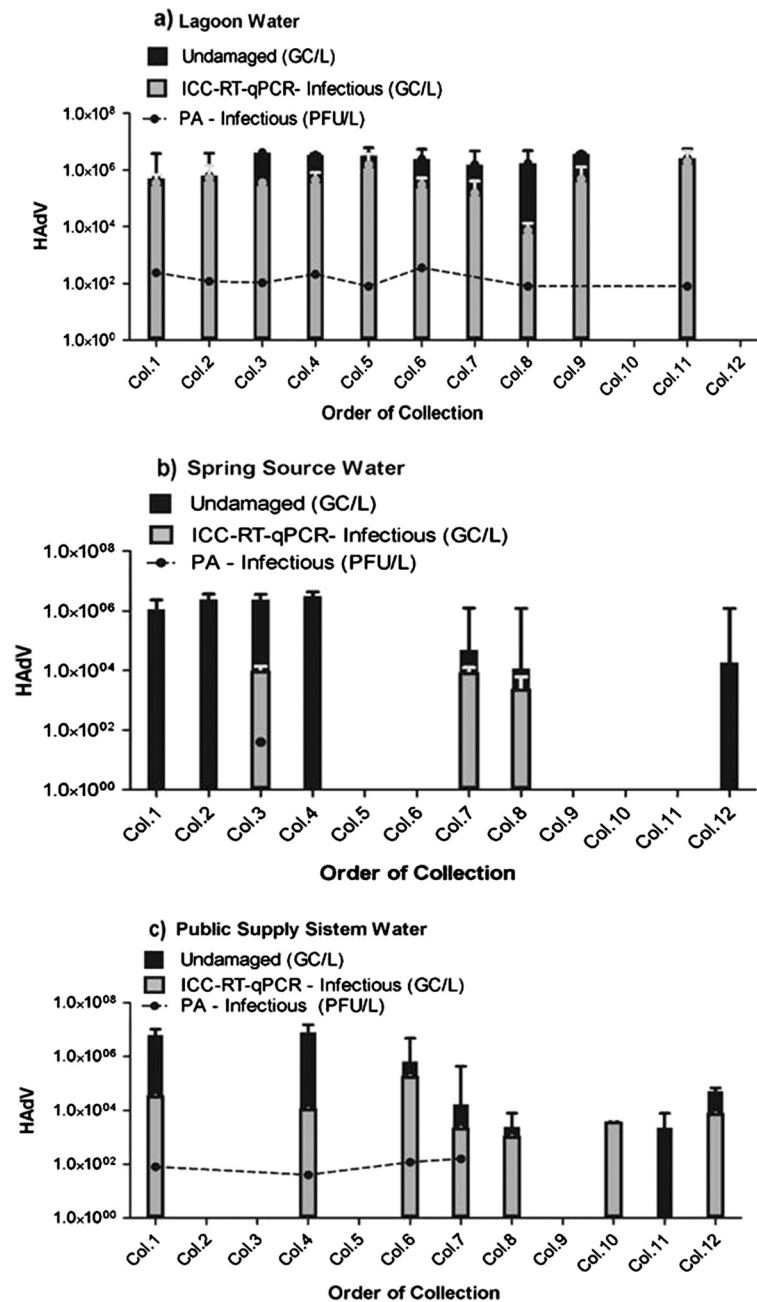 a) Lagoon Water
Undamaged (GC/L)
ICC-RT-qPCR- Infectious (GC/L)
PA - Infectious (PFU/L)
1.0×10⁸
1.0×10⁶
1.0×10⁴
1.0×10²
1.0×10⁰
HAdV
Col.1 Col.2 Col.3 Col.4 Col.5 Col.6 Col.7 Col.8 Col.9 Col.10 Col.11 Col.12
Order of Collection
b) Spring Source Water
Undamaged (GC/L)
ICC-RT-qPCR- Infectious (GC/L)
PA - Infectious (PFU/L)
1.0×10⁰⁸
1.0×10⁰⁶
1.0×10⁰⁴
1.0×10⁰²
1.0×10⁰⁰
HAdV
Col.1 Col.2 Col.3 Col.4 Col.5 Col.6 Col.7 Col.8 Col.9 Col.10 Col.11 Col.12
Order of Collection
c) Public Supply Sistem Water
Undamaged (GC/L)
ICC-RT-qPCR - Infectious (GC/L)
PA - Infectious (PFU/L)
1.0×10⁰⁸
1.0×10⁰⁶
1.0×10⁰⁴
1.0×10⁰²
1.0×10⁰⁰
HAdV
Col.1 Col.2 Col.3 Col.4 Col.5 Col.6 Col.7 Col.8 Col.9 Col.10 Col.11 Col.12
Order of Collection